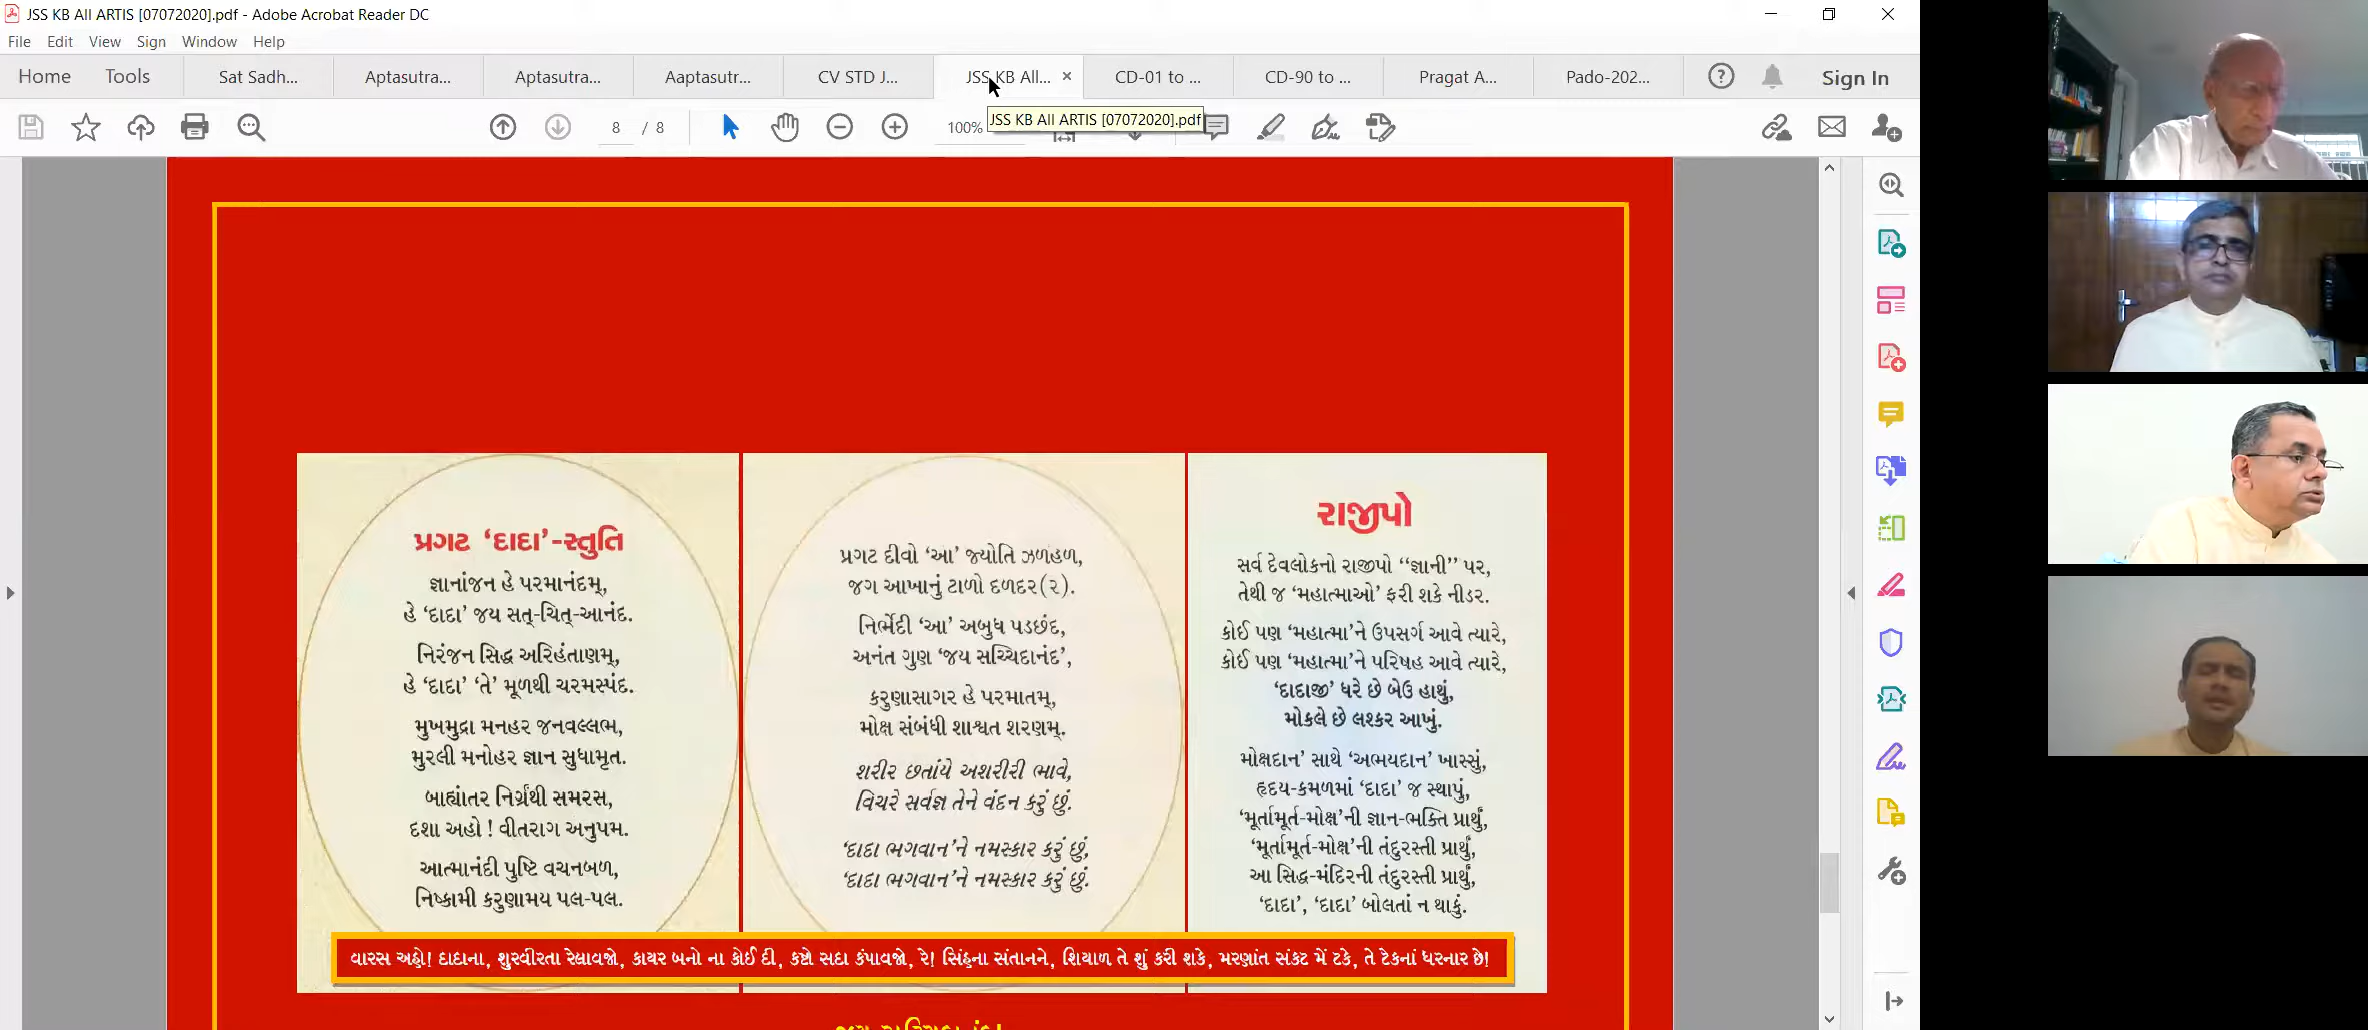 JSS KB All ARTIS [07072020].pdf - Adobe Acrobat Reader DC
File Edit View Sign Window Help
Home Tools Sat Sadh... Aptasutra... Aptasutra... Aaptasutr... CV STD J... JSS KB All... × CD-01 to ... CD-90 to ... Pragat A... Pado-202... Sign In
8 / 8 100%
JSS KB All ARTIS [07072020].pdf
પ્રગટ ‘દાદા’-સ્તુતિ
જ્ઞાનાંજન હે પરમાનંદમ્,
હે ‘દાદા’ જય સત્-ચિત્-આનંદ.
નિરંજન સિદ્ધ અરિહંતાણમ્,
હે ‘દાદા’ ‘તે’ મૂળથી ચરમસ્પંદ.
મુખમુદ્રા મનહર જનવલ્લભ,
મુરલી મનોહર જ્ઞાન સુધામૃત.
બાહ્યાંતર નિર્ગ્રંથી સમરસ,
દશા અહો ! વીતરાગ અનુપમ.
આત્માનંદી પુષ્ટિ વચનબળ,
નિષ્કામી કરુણામય પલ-પલ.
પ્રગટ દીવો ‘આ’ જ્યોતિ ઝળહળ,
જગ આખાનું ટાળો દળદર(૨).
નિર્ભેદી ‘આ’ અબુધ પડછંદ,
અનંત ગુણ ‘જય સચ્ચિદાનંદ’,
કરુણાસાગર હે પરમાતમ્,
મોક્ષ સંબંધી શાશ્વત શરણમ્.
શરીર છતાંયે અશરીરી ભાવે,
વિચરે સર્વજ્ઞ તેને વંદન કરું છું.
‘દાદા ભગવાન’ને નમસ્કાર કરું છું,
‘દાદા ભગવાન’ને નમસ્કાર કરું છું.
રાજીપો
સર્વ દેવલોકનો રાજીપો “જ્ઞાની” પર,
તેથી જ ‘મહાત્માઓ’ ફરી શકે નીડર.
કોઈ પણ ‘મહાત્મા’ને ઉપસર્ગ આવે ત્યારે,
કોઈ પણ ‘મહાત્મા’ને પરિષહ આવે ત્યારે,
‘દાદાજી’ ધરે છે બેઉ હાથું,
મોકલે છે લશ્કર આખું.
મોક્ષદાન’ સાથે ‘અભયદાન’ ખાસ્સું,
હૃદય-કમળમાં ‘દાદા’ જ સ્થાપું,
‘મૂર્તામૂર્ત-મોક્ષ’ની જ્ઞાન-ભક્તિ પ્રાર્થું,
‘મૂર્તામૂર્ત-મોક્ષ’ની તંદુરસ્તી પ્રાર્થું,
આ સિદ્ધ-મંદિરની તંદુરસ્તી પ્રાર્થું,
‘દાદા’, ‘દાદા’ બોલતાં ન થાકું.
વારસ અહો! દાદાના, શુરવીરતા રેલાવજો, કાયર બનો ના કોઈ દી, કષ્ટો સદા કંપાવજો, રે! સિંહના સંતાનને, શિયાળ તે શું કરી શકે, મરણાંત સંકટ મેં ટકે, તે ટેકનાં ધરનાર છે!